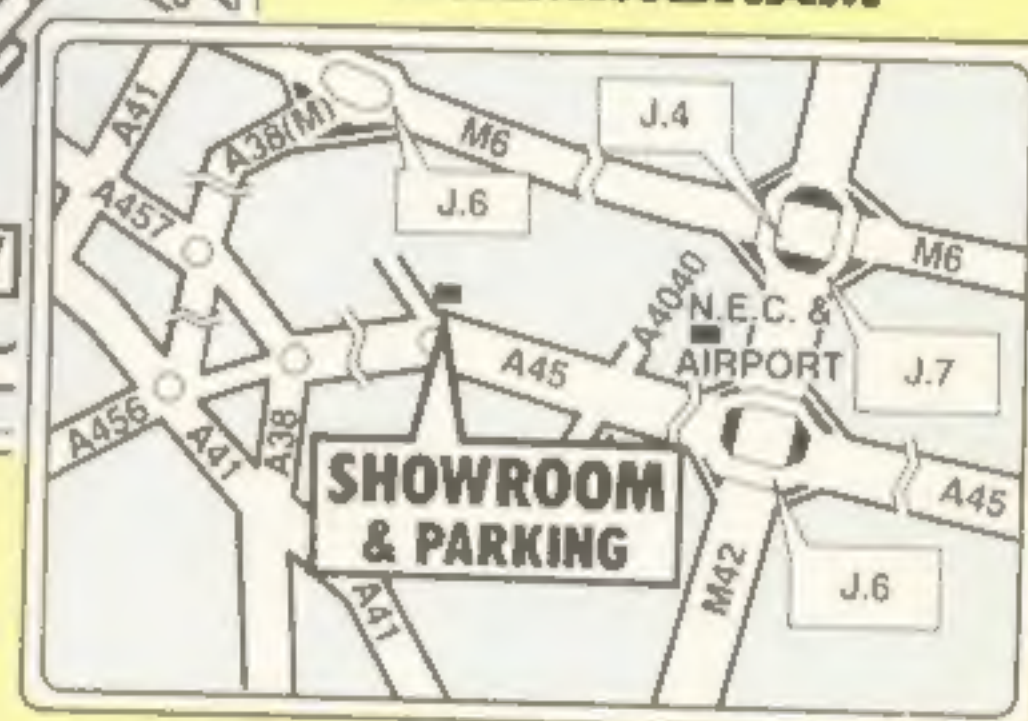 A41
A38(M)
M6
J.4
J.6
A457
M6
A4040
N.E.C. &
AIRPORT
J.7
A45
A456
A41
A38
SHOWROOM
& PARKING
A45
M42
J.6
A41